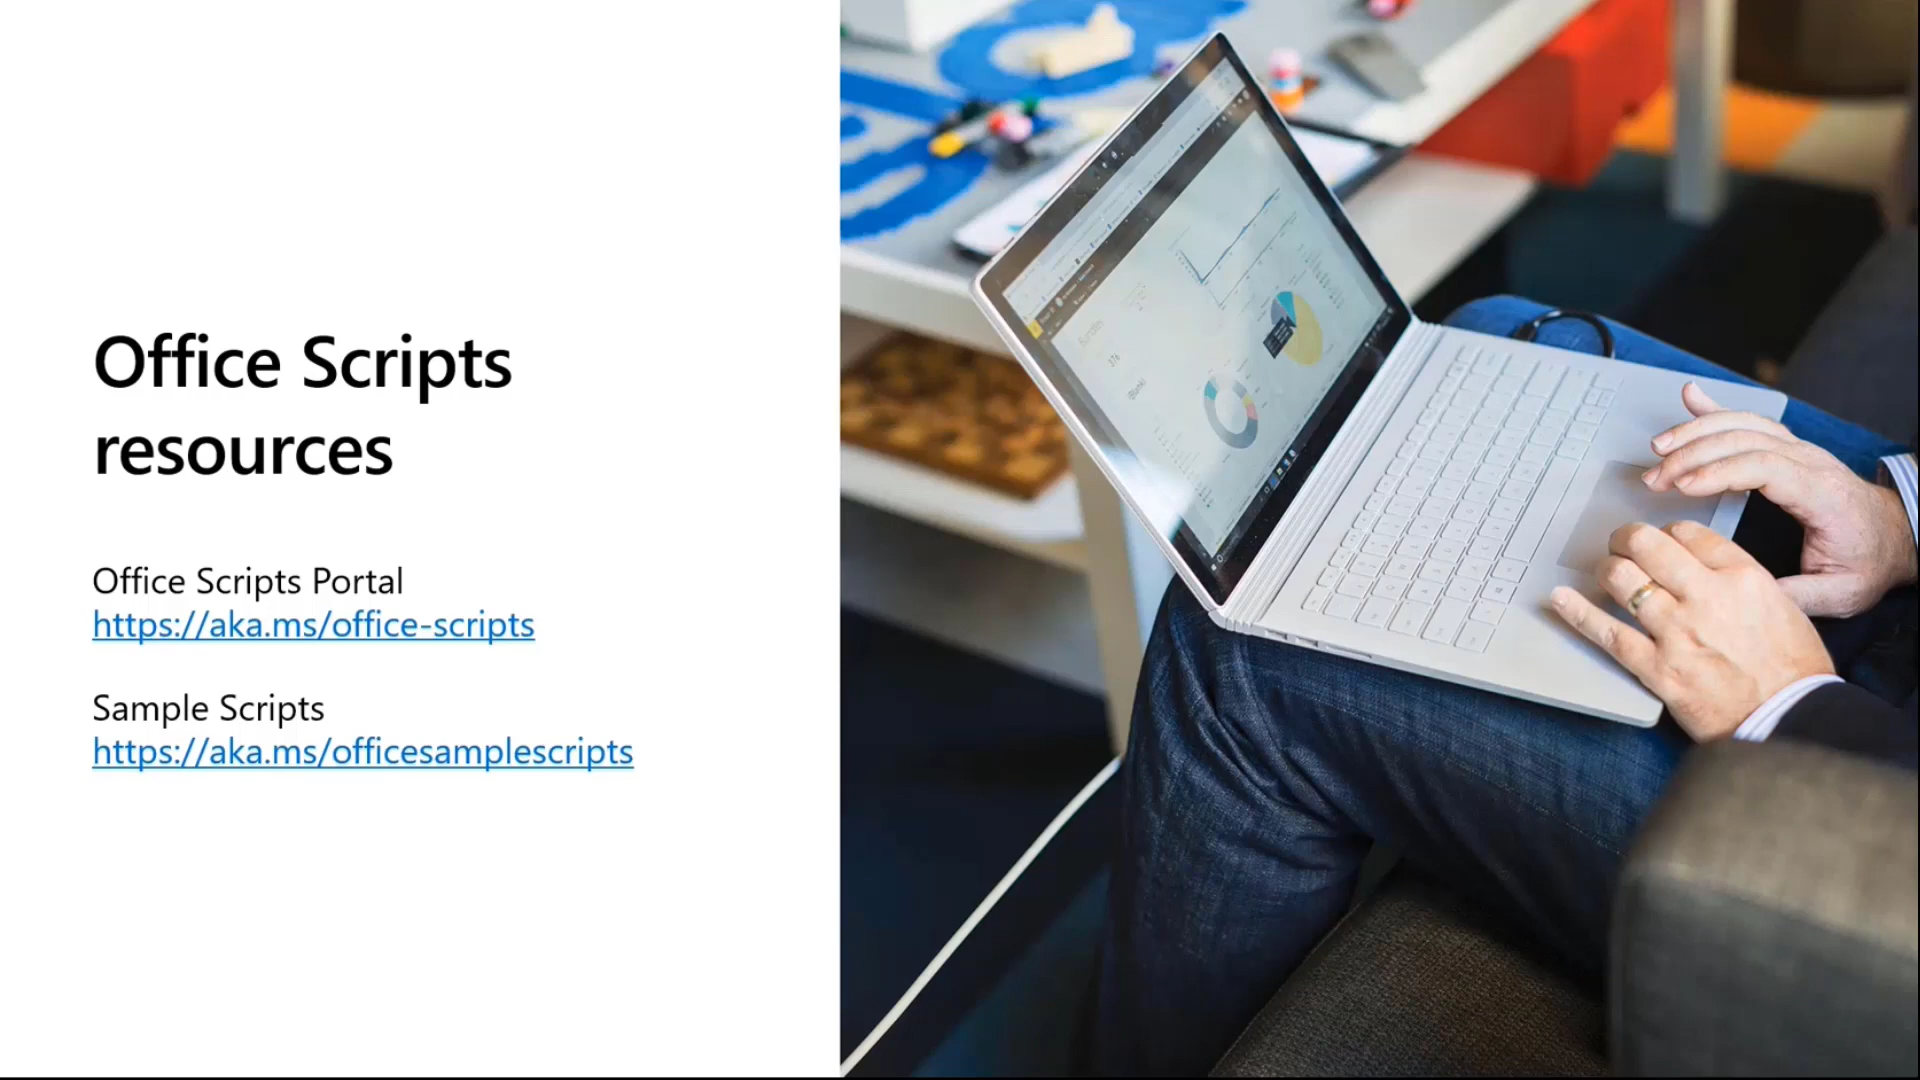 Office Scripts
resources
Office Scripts Portal
https://aka.ms/office-scripts
Sample Scripts
https://aka.ms/officesamplescripts